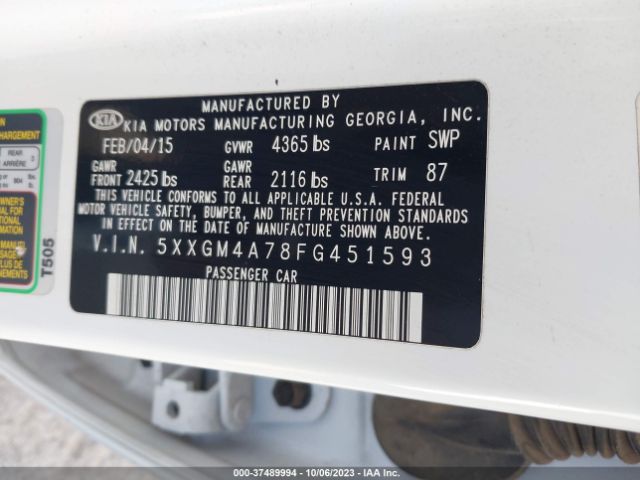 MANUFACTURED BY
KIA KIA MOTORS MANUFACTURING GEORGIA, INC.
FEB/04/15 GVWR 4365 lbs PAINT SWP
GAWR FRONT 2425 lbs GAWR REAR 2116 lbs TRIM 87
THIS VEHICLE CONFORMS TO ALL APPLICABLE U.S.A. FEDERAL
MOTOR VEHICLE SAFETY, BUMPER, AND THEFT PREVENTION
STANDARDS IN EFFECT ON THE DATE OF MANUFACTURE SHOWN ABOVE.
V.I.N. 5XXGM4A78FG451593
PASSENGER CAR
REAR
ARRIÈRE
3
T505
000-37489994 | 10/06/2023 | IAA Inc.